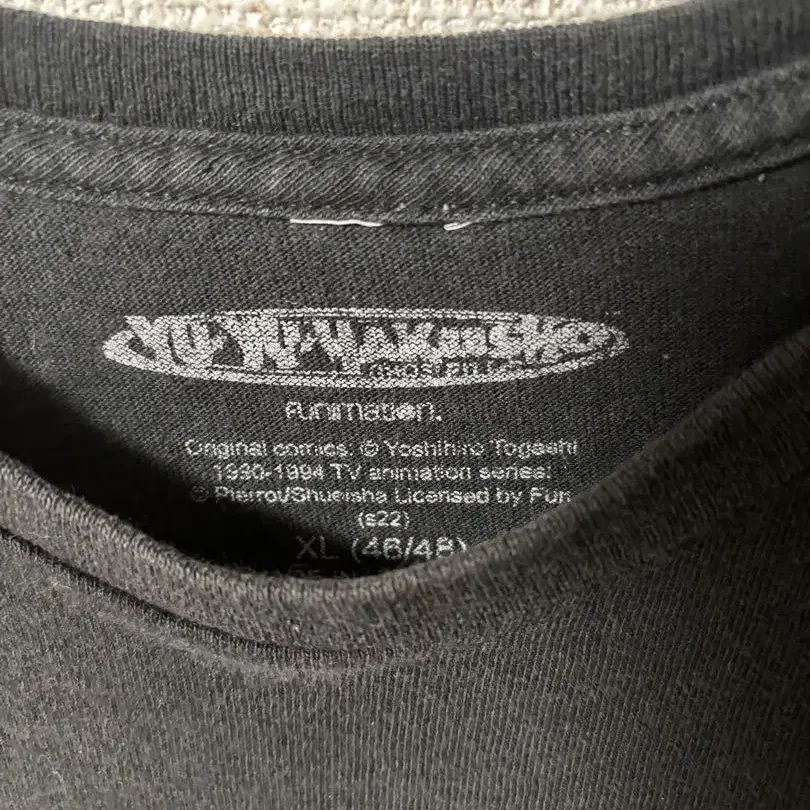 YU YU HAKUSHO
FUNIMATION.
Original comics: © Yoshihiro Togashi
1990-1994 TV animation series:
© Pierrot/Shueisha Licensed by Fun
(s22)
XL (46/48)